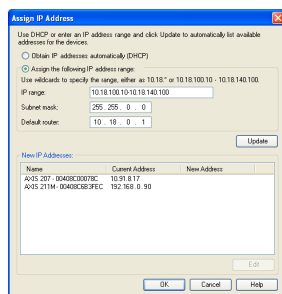 Assign IP Address
Use DHCP or enter an IP address range and click Update to automatically list available
addresses for the devices.
Obtain IP addresses automatically (DHCP)
Assign the following IP address range:
Use wildcards to specify the range, either as 10.18.* or 10.18.100.10 - 10.18.140.100.
IP range: 10.18.100.10-10.18.140.100
Subnet mask: 255 . 255 . 0 . 0
Default router: 10 . 18 . 0 . 1
Update
New IP Addresses:
Name Current Address New Address
AXIS 207 - 00408C00078C 10.91.8.17
AXIS 211M - 00408C6B3FEC 192.168.0.90
Edit
OK Cancel Help